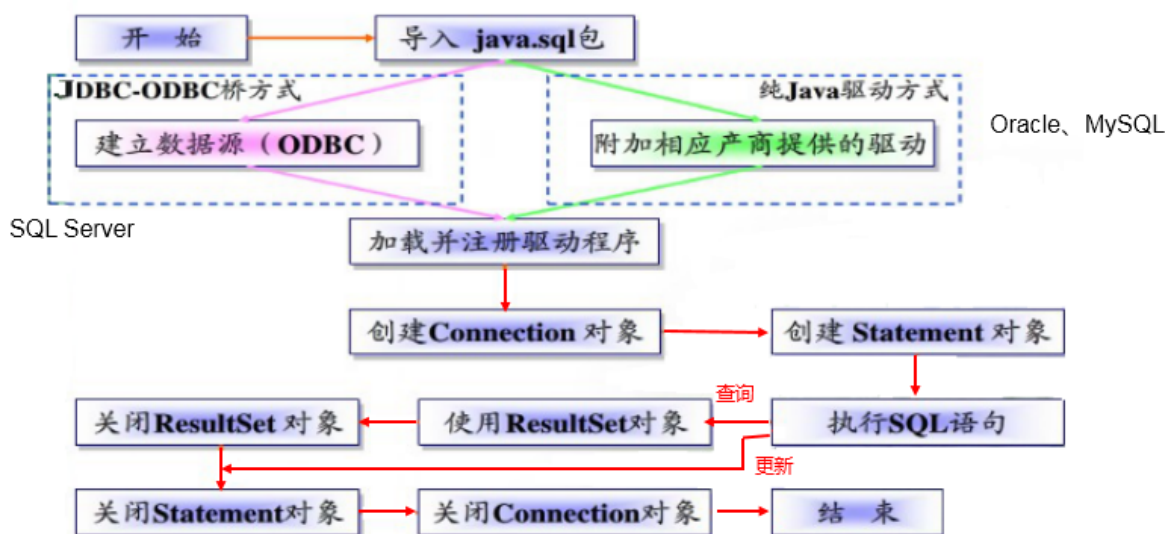 开 始
导入 java.sql包
JDBC-ODBC桥方式
纯Java驱动方式
建立数据源（ODBC）
附加相应产商提供的驱动
Oracle、MySQL
SQL Server
加载并注册驱动程序
创建Connection 对象
创建 Statement 对象
查询
关闭ResultSet 对象
使用ResultSet对象
执行SQL语句
更新
关闭Statement对象
关闭Connection对象
结 束